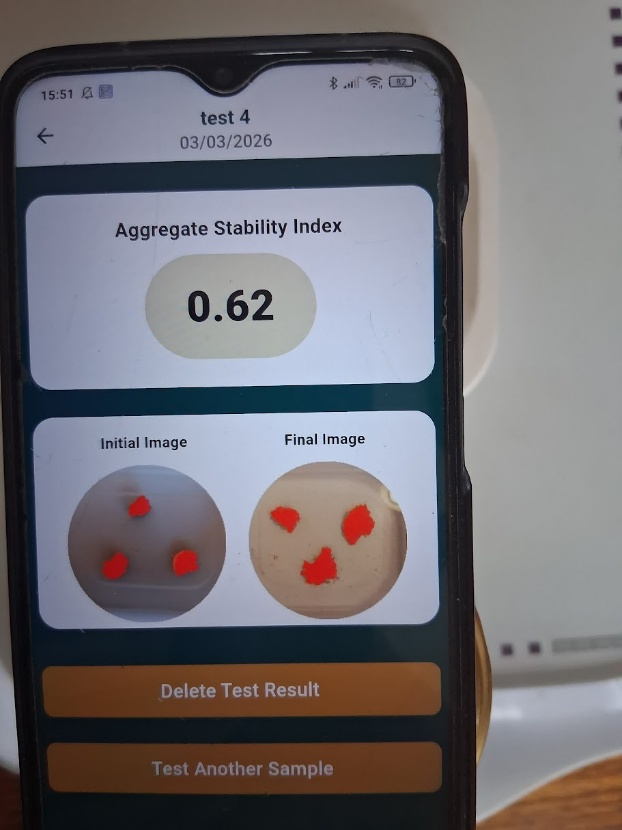 15:51
82
test 4
03/03/2026
Aggregate Stability Index
0.62
Initial Image
Final Image
Delete Test Result
Test Another Sample